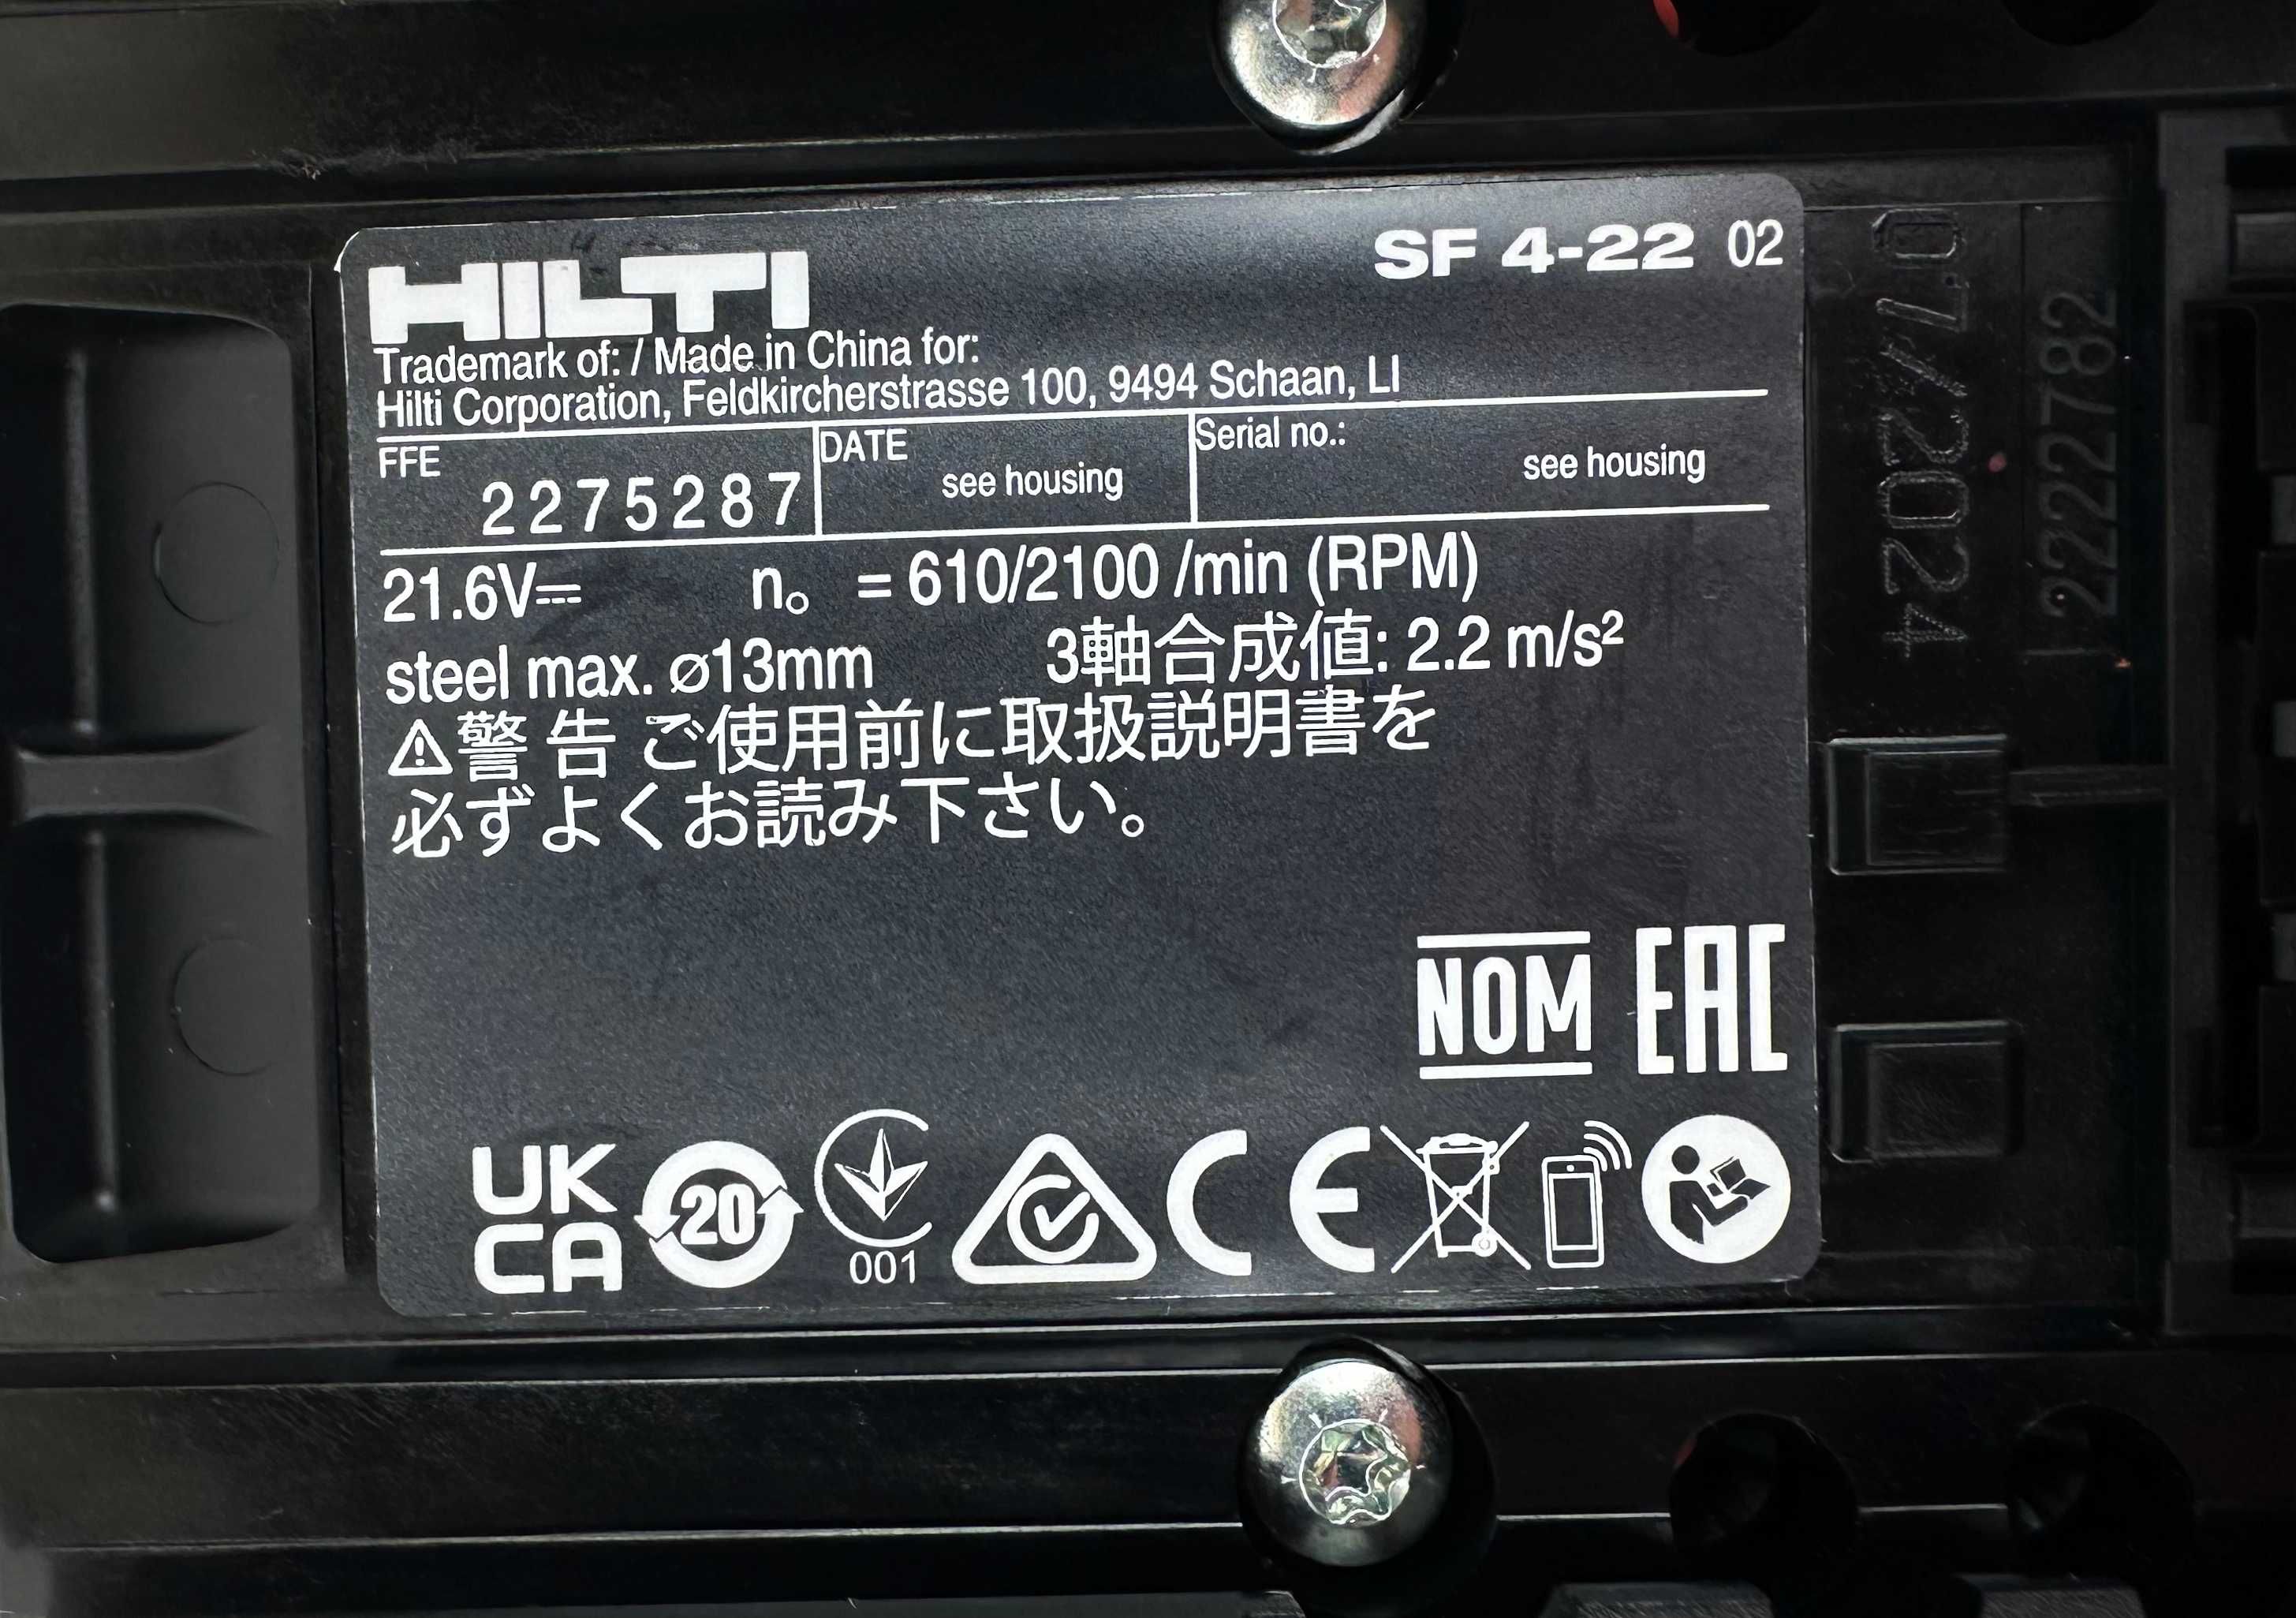 HILTI
SF 4-22 02
Trademark of: / Made in China for:
Hilti Corporation, Feldkircherstrasse 100, 9494 Schaan, LI
FFE 2275287
DATE see housing
Serial no.: see housing
21.6V⎓ n₀ = 610/2100 /min (RPM)
steel max. ø13mm 3軸合成値: 2.2 m/s²
⚠警 告 ご使用前に取扱説明書を
必ずよくお読み下さい。
NOM EAC
UK
CA
20
001
CE
07/2024
2222782